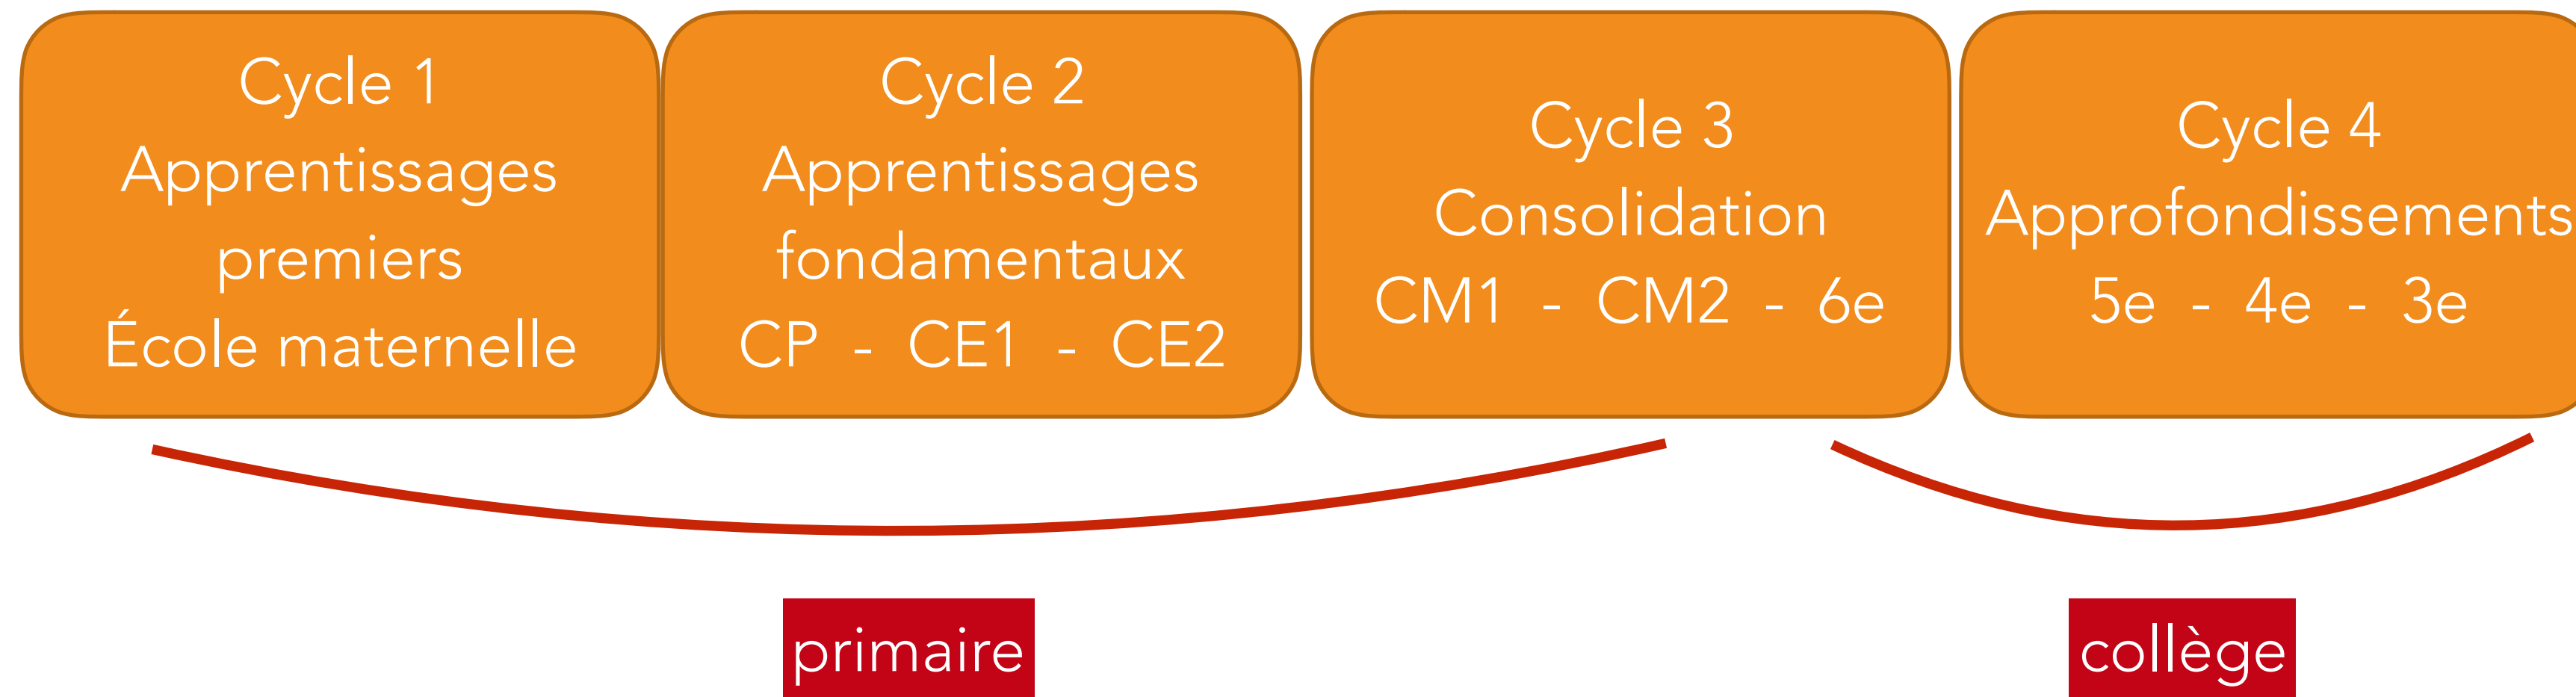 Cycle 1
Apprentissages
premiers
École maternelle
Cycle 2
Apprentissages
fondamentaux
CP - CE1 - CE2
Cycle 3
Consolidation
CM1 - CM2 - 6e
Cycle 4
Approfondissements
5e - 4e - 3e
primaire
collège